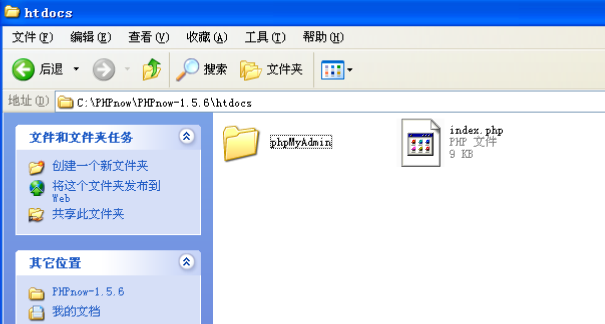 htdocs
文件(F) 编辑(E) 查看(V) 收藏(A) 工具(T) 帮助(H)
后退 搜索 文件夹
地址(D) C:\PHPnow\PHPnow-1.5.6\htdocs
文件和文件夹任务
创建一个新文件夹
将这个文件夹发布到
Web
共享此文件夹
其它位置
PHPnow-1.5.6
我的文档
phpMyAdmin
index.php
PHP 文件
9 KB